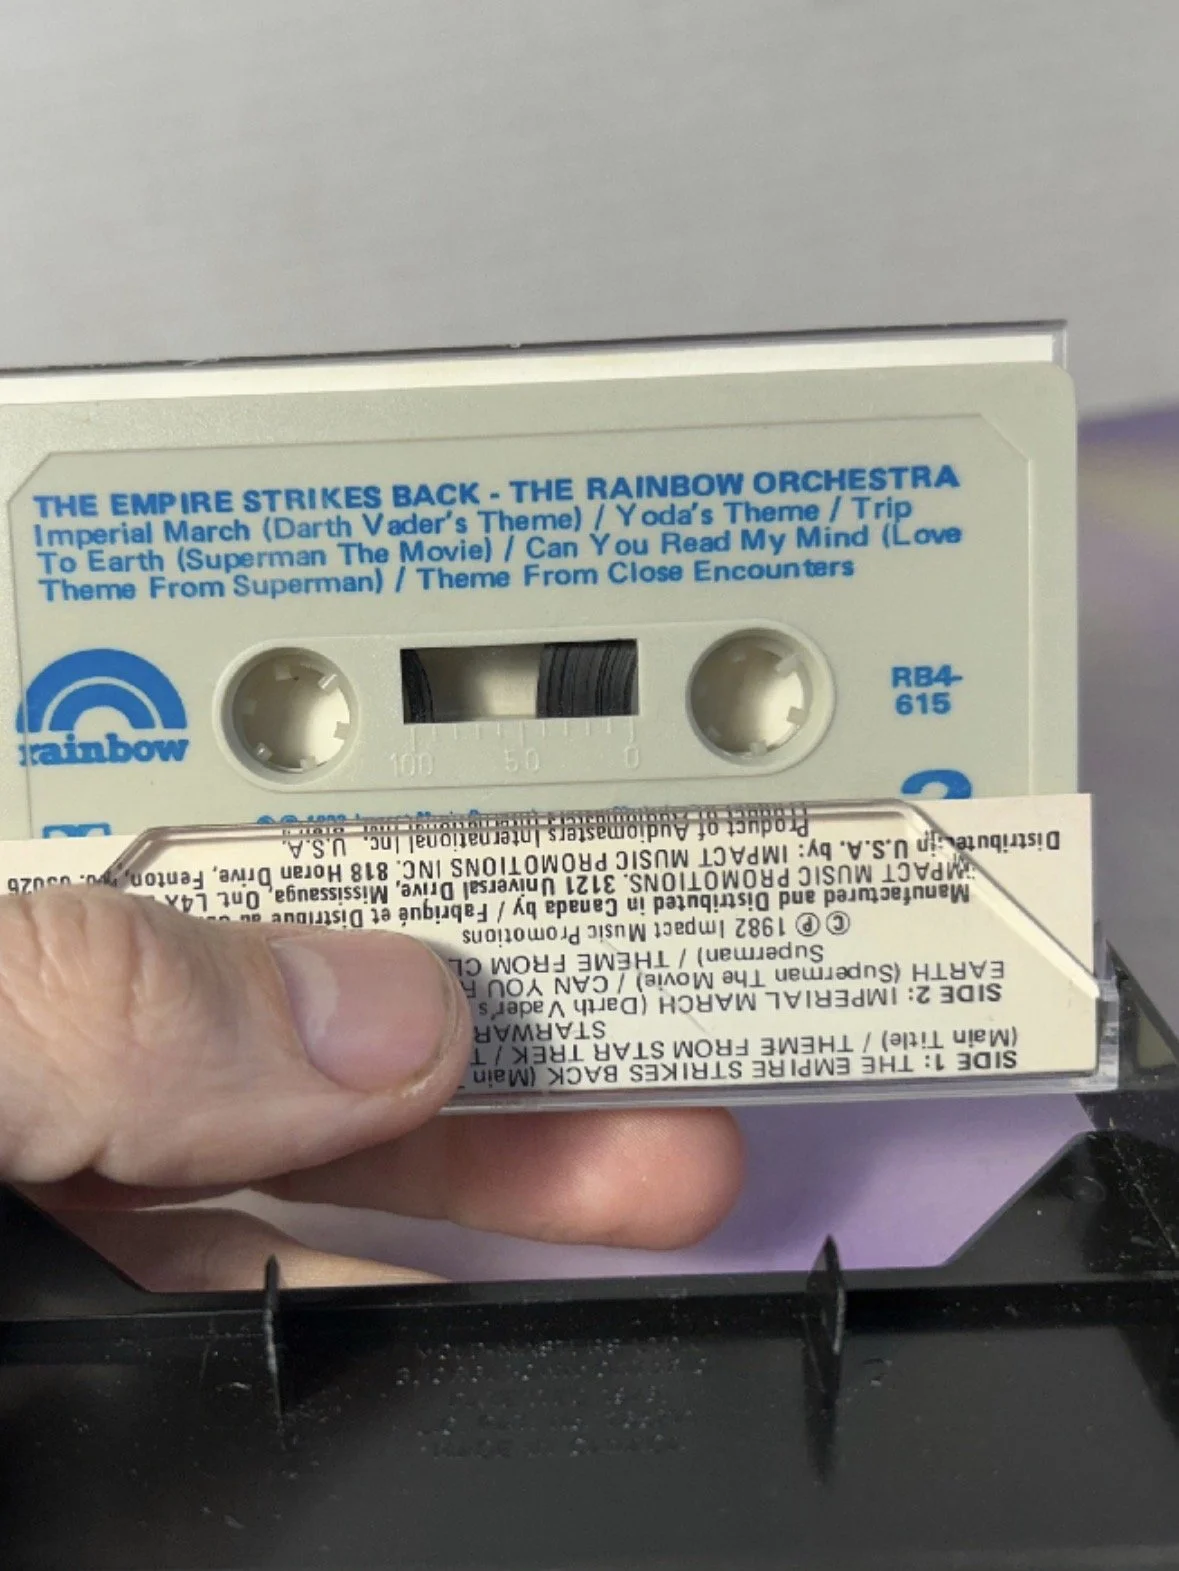 THE EMPIRE STRIKES BACK - THE RAINBOW ORCHESTRA
Imperial March (Darth Vader's Theme) / Yoda's Theme / Trip
To Earth (Superman The Movie) / Can You Read My Mind (Love
Theme From Superman) / Theme From Close Encounters
rainbow
RB4-
615
100 50 0
2
SIDE 1: THE EMPIRE STRIKES BACK (Main
(Main Title) / THEME FROM STAR TREK /
STARWAR
SIDE 2: IMPERIAL MARCH (Darth Vader's
EARTH (Superman The Movie) / CAN YOU
Superman) / THEME FROM
© ℗ 1982 Impact Music Promotions
Manufactured and Distributed in Canada by / Fabriqué et Distribué au
IMPACT MUSIC PROMOTIONS. 3121 Universal Drive, Mississauga, Ont. L4X
Distributed in U.S.A. by: IMPACT MUSIC PROMOTIONS INC. 818 Horan Drive, Fenton, Mo. 63026
U.S.A.
Product of Audiomasters International Inc.